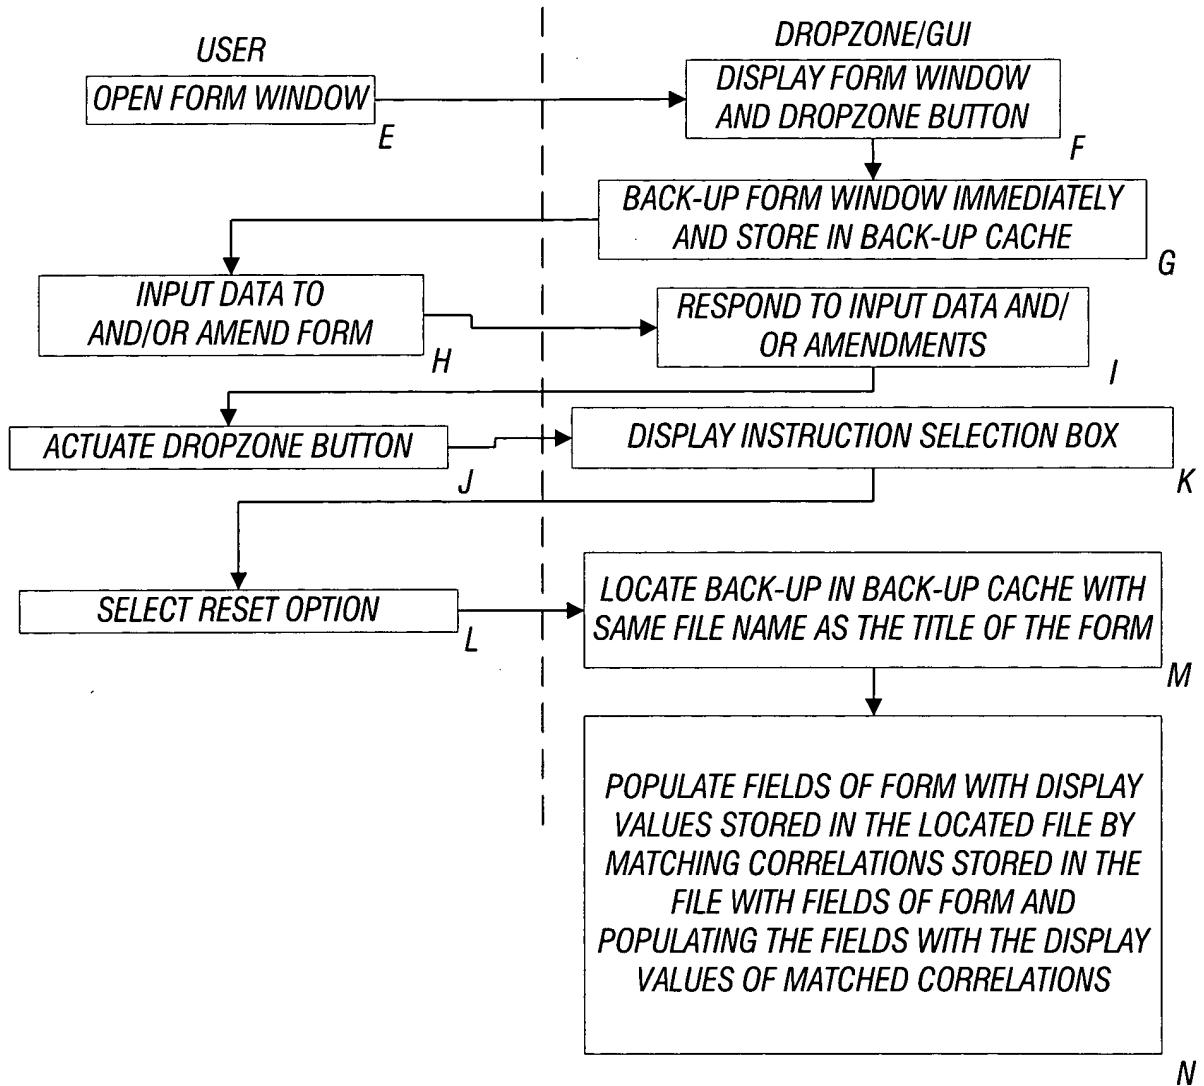 USER
DROPZONE/GUI
OPEN FORM WINDOW
E
DISPLAY FORM WINDOW
AND DROPZONE BUTTON
F
BACK-UP FORM WINDOW IMMEDIATELY
AND STORE IN BACK-UP CACHE
G
INPUT DATA TO
AND/OR AMEND FORM
H
RESPOND TO INPUT DATA AND/
OR AMENDMENTS
I
ACTUATE DROPZONE BUTTON
J
DISPLAY INSTRUCTION SELECTION BOX
K
SELECT RESET OPTION
L
LOCATE BACK-UP IN BACK-UP CACHE WITH
SAME FILE NAME AS THE TITLE OF THE FORM
M
POPULATE FIELDS OF FORM WITH DISPLAY
VALUES STORED IN THE LOCATED FILE BY
MATCHING CORRELATIONS STORED IN THE
FILE WITH FIELDS OF FORM AND
POPULATING THE FIELDS WITH THE DISPLAY
VALUES OF MATCHED CORRELATIONS
N